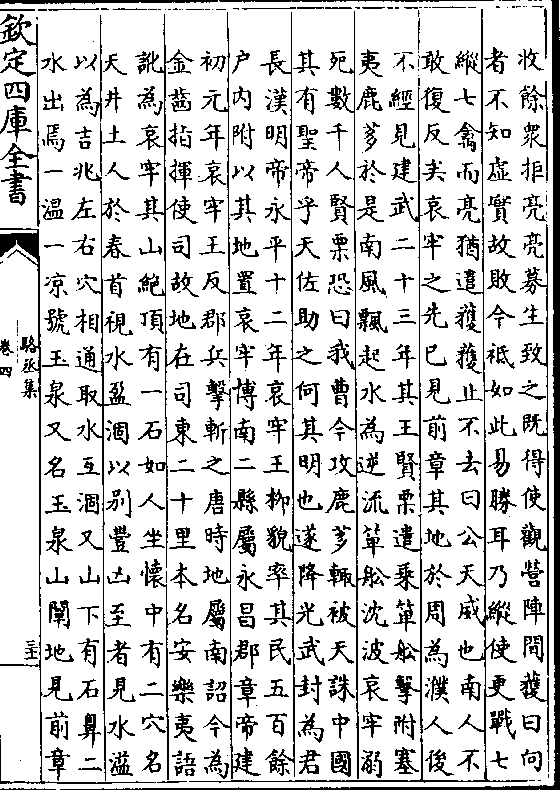 收餘衆拒亮亮募生致之既得使觀營陣問獲曰向
者不知虛實故敗今祗如此易勝耳乃縱使更戰七
縱七禽而亮猶遣獲獲止不去曰公天威也南人不
敢復反矣哀牢之先已見前章其地於周為濮人後
不經見建武二十三年其王賢栗遣乗箄船擊附塞
夷鹿䓯於是南風飄起水為逆流箄船沈波哀牢溺
死數千人賢栗恐曰我曹今攻鹿䓯輙被天誅中國
其有聖帝乎天佑助之何其明也遂降光武封為君
長漢明帝永平十二年哀牢王栁貌率其民五百餘
户内附以其地置哀牢博南二縣屬永昌郡章帝建
初元年哀牢王反郡兵擊斬之唐時地屬南詔今為
金齒指揮使司故地在司東二十里本名安樂夷語
訛為哀牢其山絶頂有一石如人坐懷中有二穴名
天井土人於春首視水盈涸以别豐凶至者見水溢
以為吉兆左右穴相通取水互涸又山下有石鼻二
水出焉一溫一凉號玉泉又名玉泉山闡地見前章
欽定四庫全書
駱丞集
卷四
三十